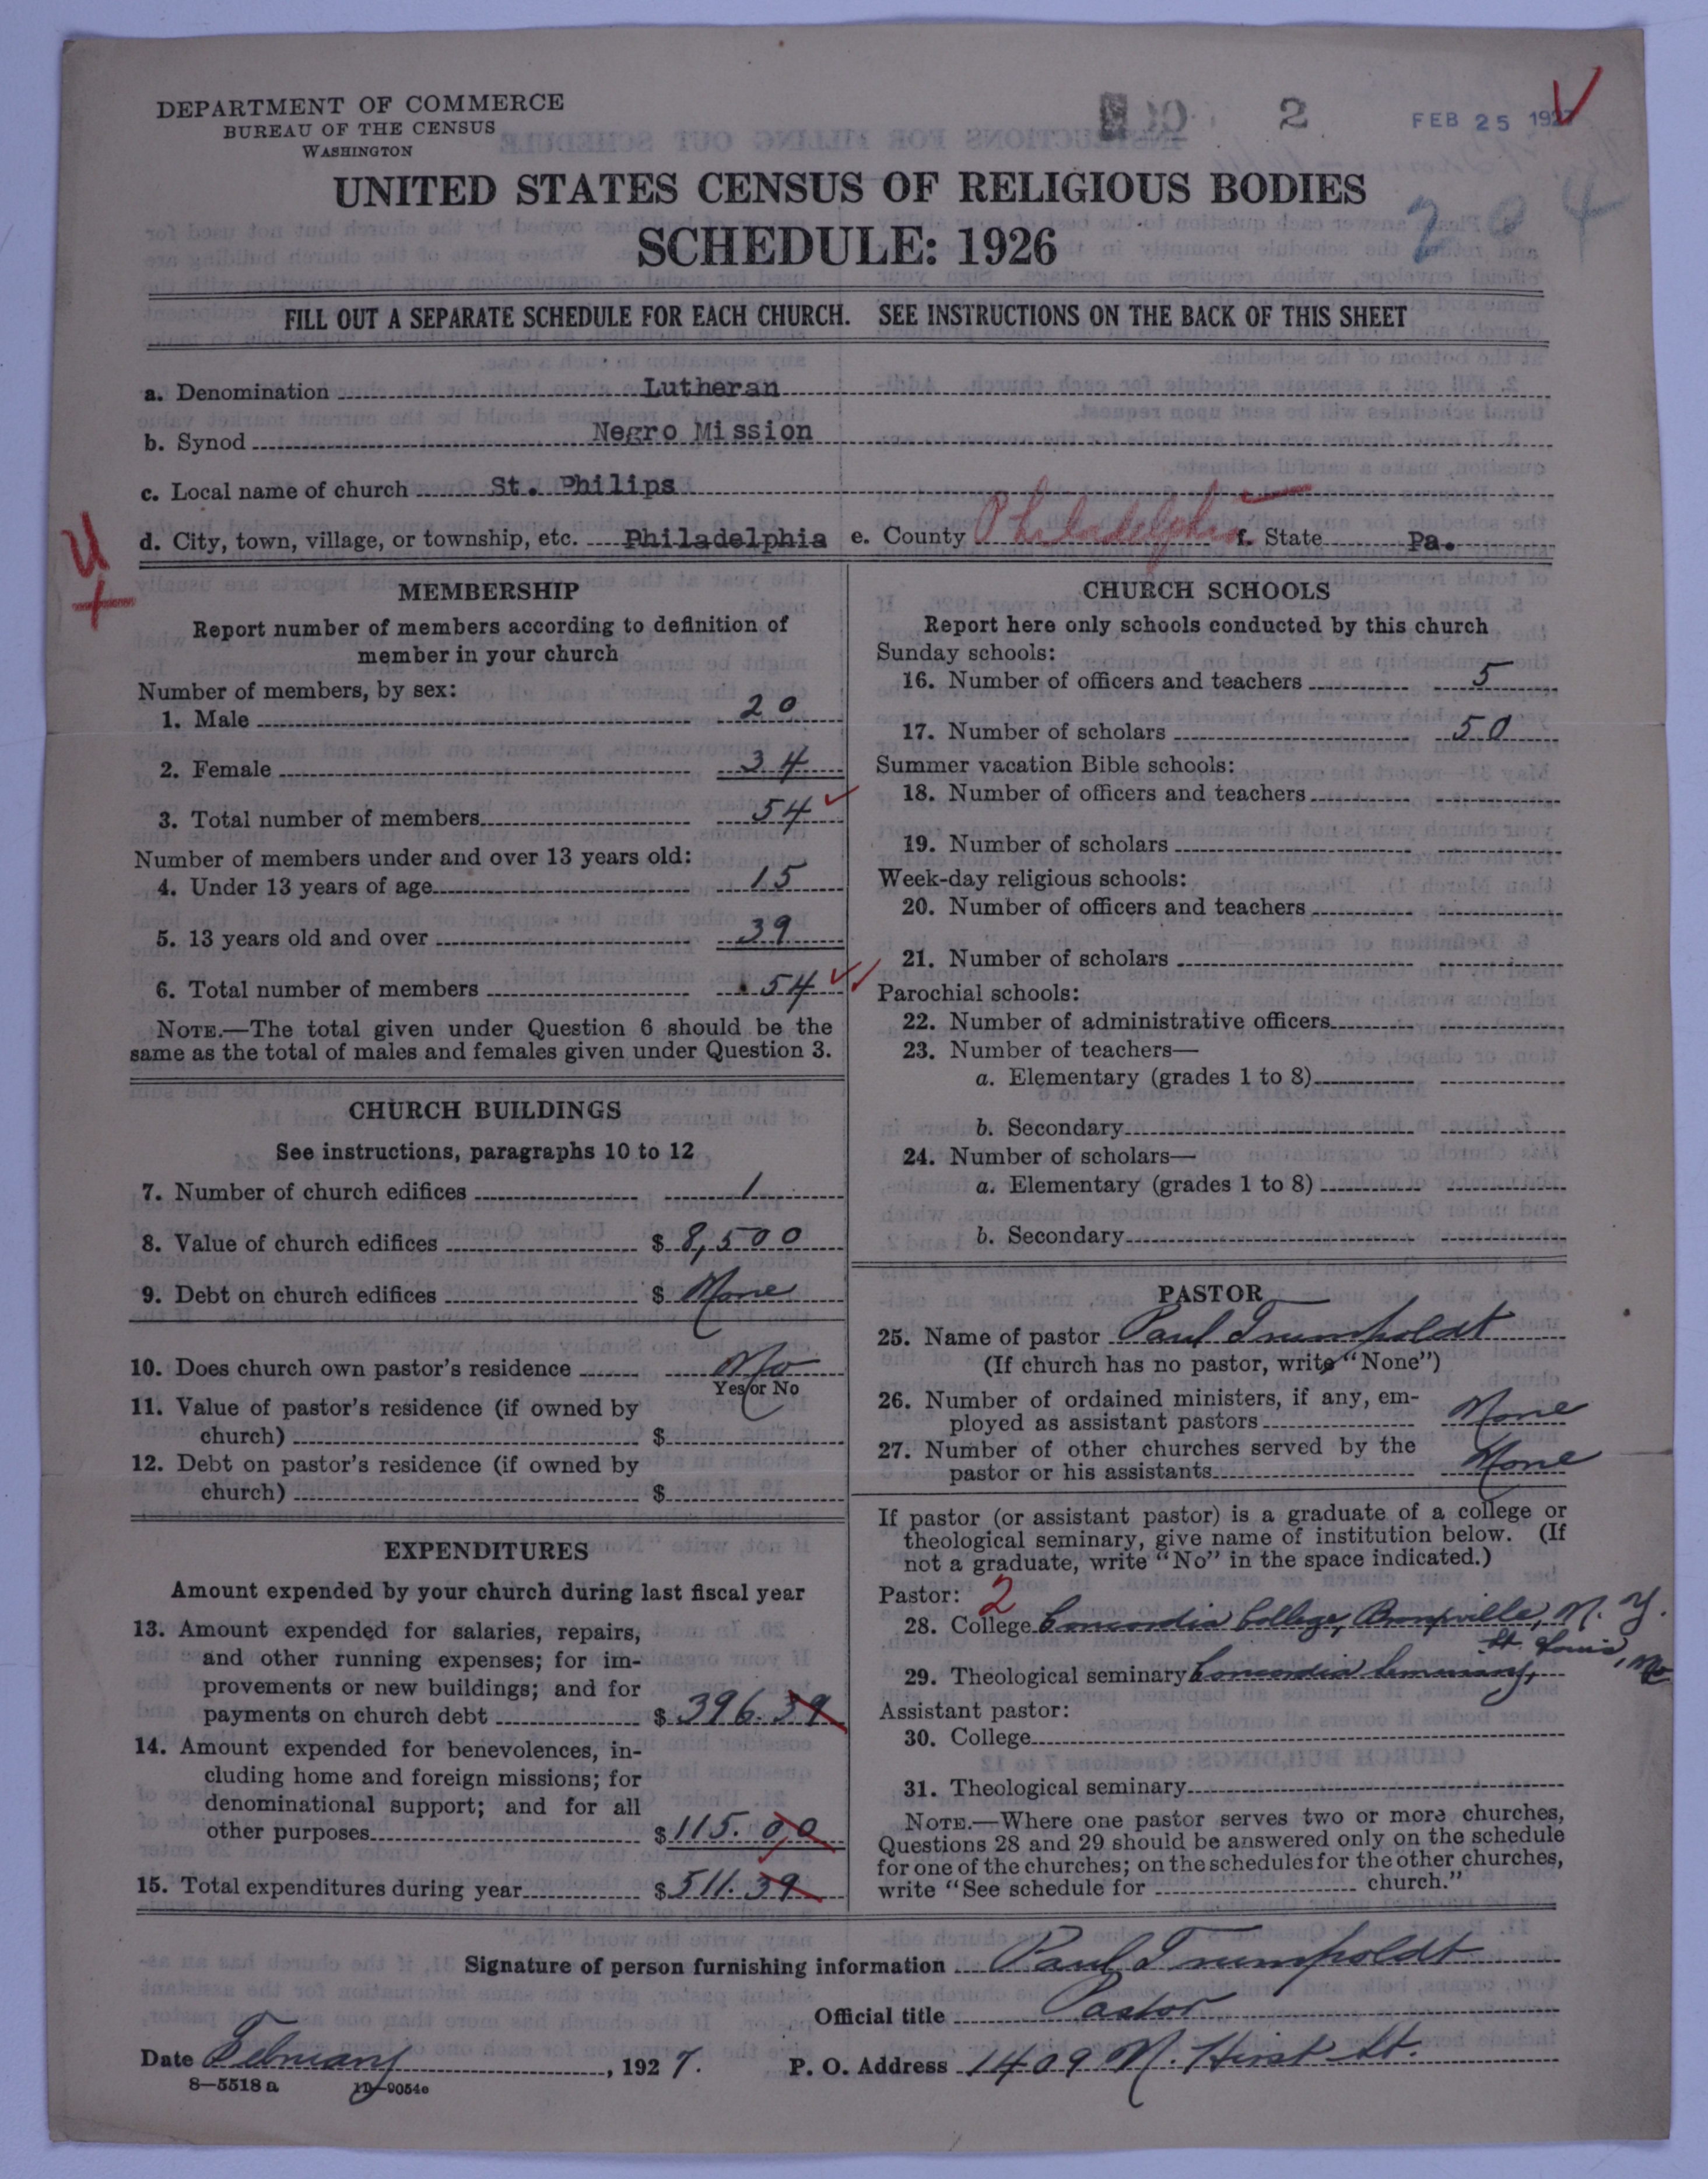 DEPARTMENT OF COMMERCE
BUREAU OF THE CENSUS
WASHINGTON
2
FEB 25 1927
UNITED STATES CENSUS OF RELIGIOUS BODIES
SCHEDULE: 1926
204
FILL OUT A SEPARATE SCHEDULE FOR EACH CHURCH. SEE INSTRUCTIONS ON THE BACK OF THIS SHEET
a. Denomination Lutheran
b. Synod Negro Mission
c. Local name of church St. Philips
d. City, town, village, or township, etc. Philadelphia e. County Philadelphia f. State Pa.
U
MEMBERSHIP
Report number of members according to definition of
member in your church
Number of members, by sex:
1. Male 20
2. Female 34
3. Total number of members 54
Number of members under and over 13 years old:
4. Under 13 years of age 15
5. 13 years old and over 39
6. Total number of members 54
NOTE.—The total given under Question 6 should be the
same as the total of males and females given under Question 3.
CHURCH BUILDINGS
See instructions, paragraphs 10 to 12
7. Number of church edifices 1
8. Value of church edifices $ 8,500
9. Debt on church edifices $ None
10. Does church own pastor's residence No
Yes or No
11. Value of pastor's residence (if owned by
church) $
12. Debt on pastor's residence (if owned by
church) $
EXPENDITURES
Amount expended by your church during last fiscal year
13. Amount expended for salaries, repairs,
and other running expenses; for im-
provements or new buildings; and for
payments on church debt $ 396.39
14. Amount expended for benevolences, in-
cluding home and foreign missions; for
denominational support; and for all
other purposes $ 115.00
15. Total expenditures during year $ 511.39
CHURCH SCHOOLS
Report here only schools conducted by this church
Sunday schools:
16. Number of officers and teachers 5
17. Number of scholars 50
Summer vacation Bible schools:
18. Number of officers and teachers
19. Number of scholars
Week-day religious schools:
20. Number of officers and teachers
21. Number of scholars
Parochial schools:
22. Number of administrative officers
23. Number of teachers—
a. Elementary (grades 1 to 8)
b. Secondary
24. Number of scholars—
a. Elementary (grades 1 to 8)
b. Secondary
PASTOR
25. Name of pastor Paul Trumpoldt
(If church has no pastor, write "None")
26. Number of ordained ministers, if any, em-
ployed as assistant pastors None
27. Number of other churches served by the
pastor or his assistants None
If pastor (or assistant pastor) is a graduate of a college or
theological seminary, give name of institution below. (If
not a graduate, write "No" in the space indicated.)
Pastor: 2
28. College Concordia College, Bronxville, N. Y.
29. Theological seminary Concordia Seminary, St. Louis, Mo
Assistant pastor:
30. College
31. Theological seminary
NOTE.—Where one pastor serves two or more churches,
Questions 28 and 29 should be answered only on the schedule
for one of the churches; on the schedules for the other churches,
write "See schedule for church."
Signature of person furnishing information Paul Trumpoldt
Official title Pastor
Date February, 1927. P. O. Address 1409 N. Hirst St.
8—5518 a 11—9054c